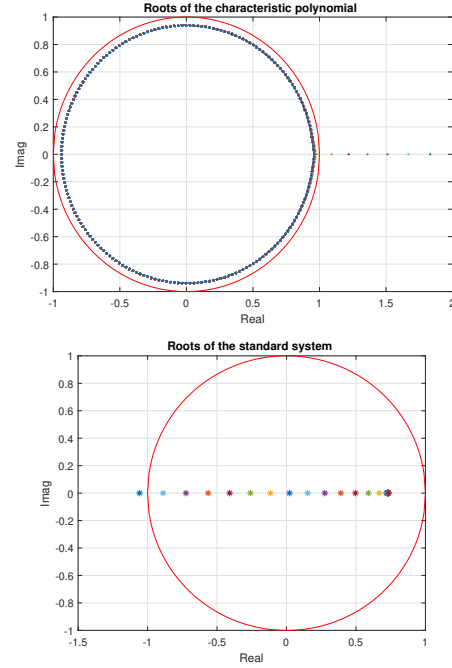 Roots of the characteristic polynomial
1
0.8
0.6
0.4
0.2
0
-0.2
-0.4
-0.6
-0.8
-1
Imag
-1 -0.5 0 0.5 1 1.5 2
Real
Roots of the standard system
1
0.8
0.6
0.4
0.2
0
-0.2
-0.4
-0.6
-0.8
-1
Imag
-1.5 -1 -0.5 0 0.5 1
Real